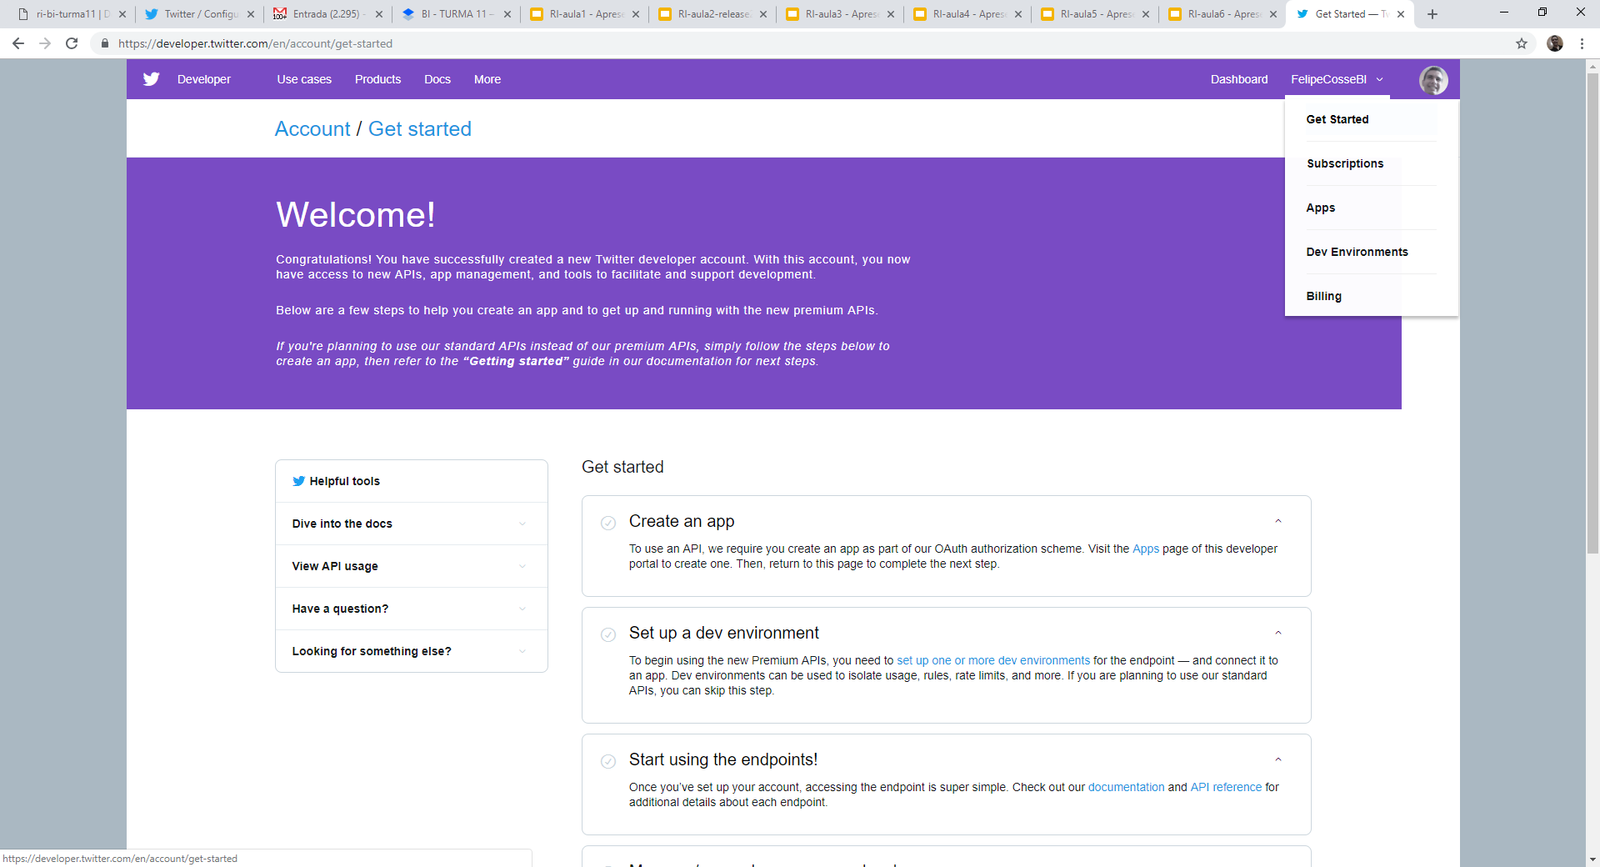 ri-bi-turma11 | D
Twitter / Configu
Entrada (2.295) -
BI - TURMA 11 -
RI-aula1 - Aprese
RI-aula2-release
RI-aula3 - Aprese
RI-aula4 - Aprese
RI-aula5 - Aprese
RI-aula6 - Aprese
Get Started — Tw
https://developer.twitter.com/en/account/get-started
Developer Use cases Products Docs More Dashboard FelipeCosseBI
Account / Get started
Get Started
Subscriptions
Apps
Dev Environments
Billing
Welcome!
Congratulations! You have successfully created a new Twitter developer account. With this account, you now
have access to new APIs, app management, and tools to facilitate and support development.
Below are a few steps to help you create an app and to get up and running with the new premium APIs.
If you're planning to use our standard APIs instead of our premium APIs, simply follow the steps below to
create an app, then refer to the “Getting started” guide in our documentation for next steps.
Helpful tools
Dive into the docs
View API usage
Have a question?
Looking for something else?
Get started
Create an app
To use an API, we require you create an app as part of our OAuth authorization scheme. Visit the Apps page of this developer
portal to create one. Then, return to this page to complete the next step.
Set up a dev environment
To begin using the new Premium APIs, you need to set up one or more dev environments for the endpoint — and connect it to
an app. Dev environments can be used to isolate usage, rules, rate limits, and more. If you are planning to use our standard
APIs, you can skip this step.
Start using the endpoints!
Once you’ve set up your account, accessing the endpoint is super simple. Check out our documentation and API reference for
additional details about each endpoint.
https://developer.twitter.com/en/account/get-started